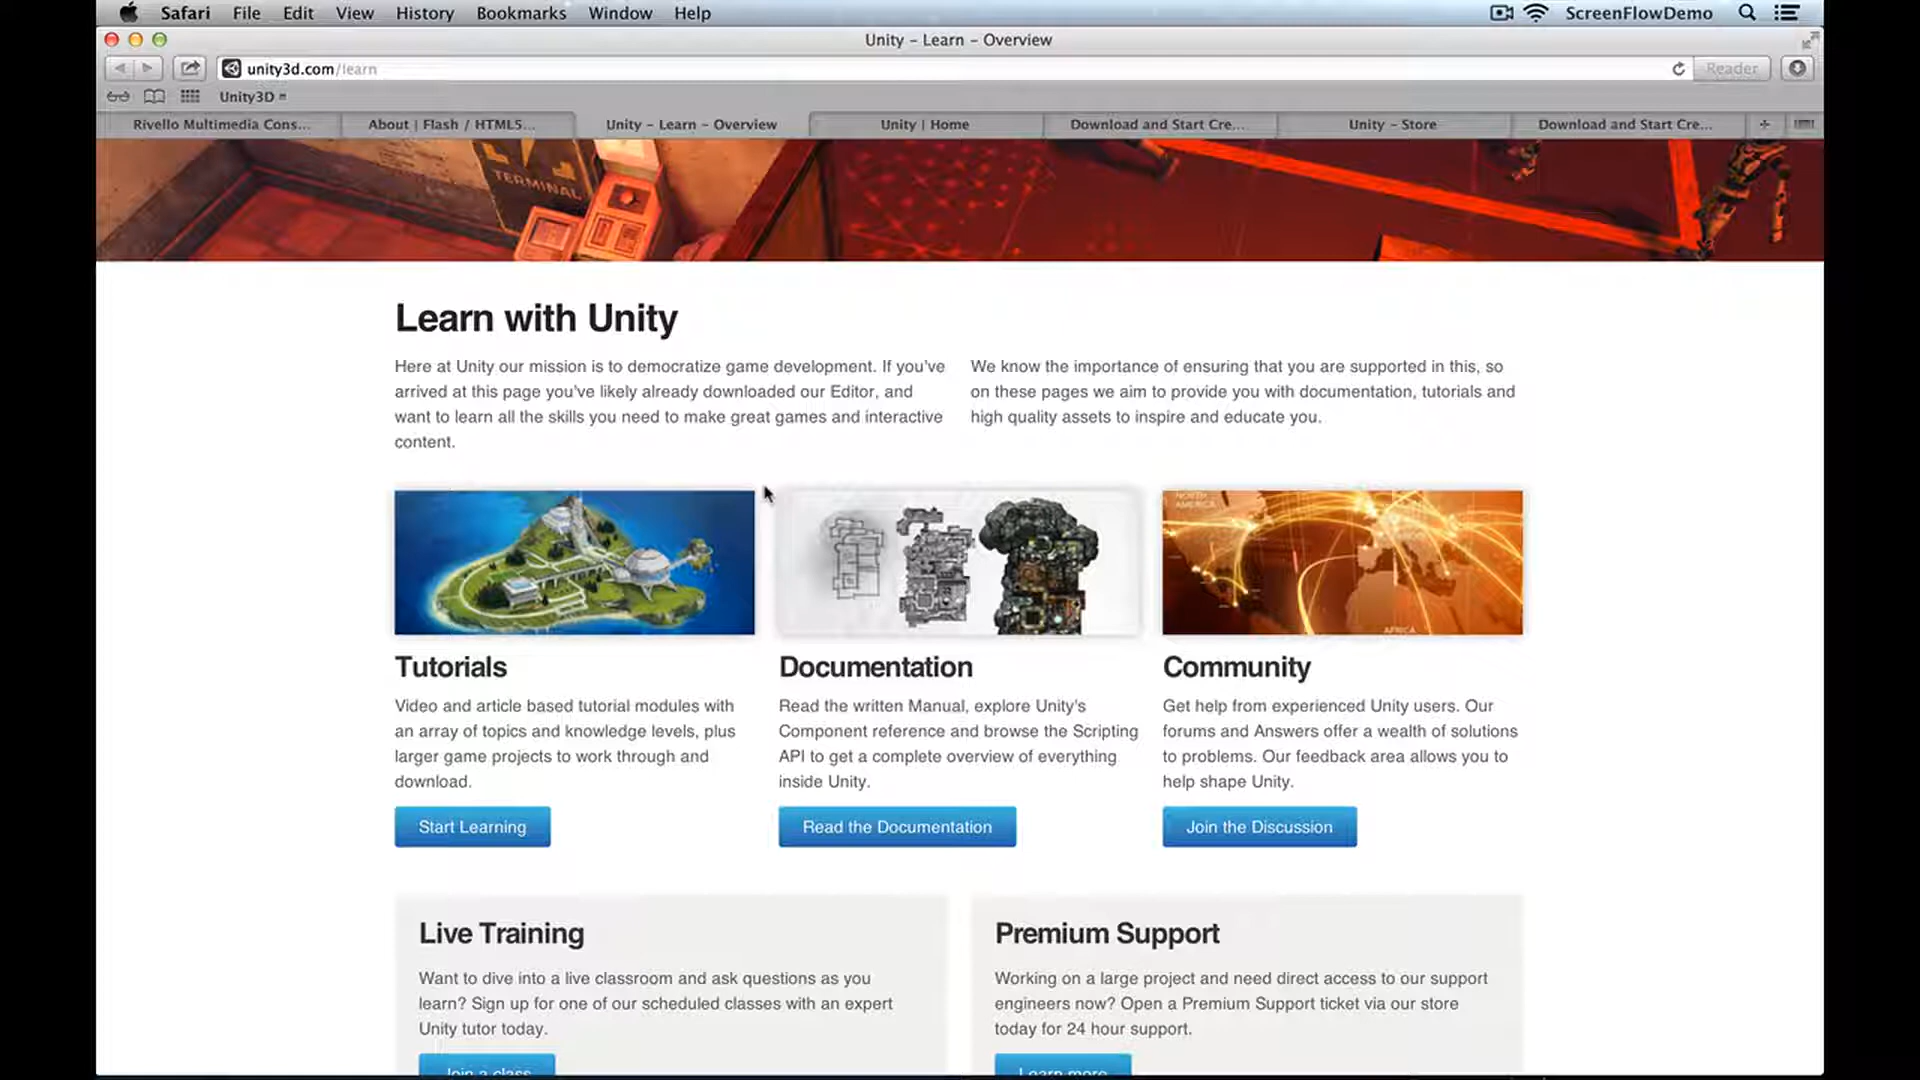 Safari File Edit View History Bookmarks Window Help ScreenFlowDemo
Unity – Learn – Overview
unity3d.com/learn Reader
Unity3D
Rivello Multimedia Cons... About | Flash / HTML5... Unity – Learn – Overview Unity | Home Download and Start Cre... Unity – Store Download and Start Cre...
TERMINAL
Learn with Unity
Here at Unity our mission is to democratize game development. If you've
arrived at this page you've likely already downloaded our Editor, and
want to learn all the skills you need to make great games and interactive
content.
We know the importance of ensuring that you are supported in this, so
on these pages we aim to provide you with documentation, tutorials and
high quality assets to inspire and educate you.
NORTH
AMERICA
AFRICA
Tutorials
Video and article based tutorial modules with
an array of topics and knowledge levels, plus
larger game projects to work through and
download.
Start Learning
Documentation
Read the written Manual, explore Unity's
Component reference and browse the Scripting
API to get a complete overview of everything
inside Unity.
Read the Documentation
Community
Get help from experienced Unity users. Our
forums and Answers offer a wealth of solutions
to problems. Our feedback area allows you to
help shape Unity.
Join the Discussion
Live Training
Want to dive into a live classroom and ask questions as you
learn? Sign up for one of our scheduled classes with an expert
Unity tutor today.
Join a class
Premium Support
Working on a large project and need direct access to our support
engineers now? Open a Premium Support ticket via our store
today for 24 hour support.
Learn more